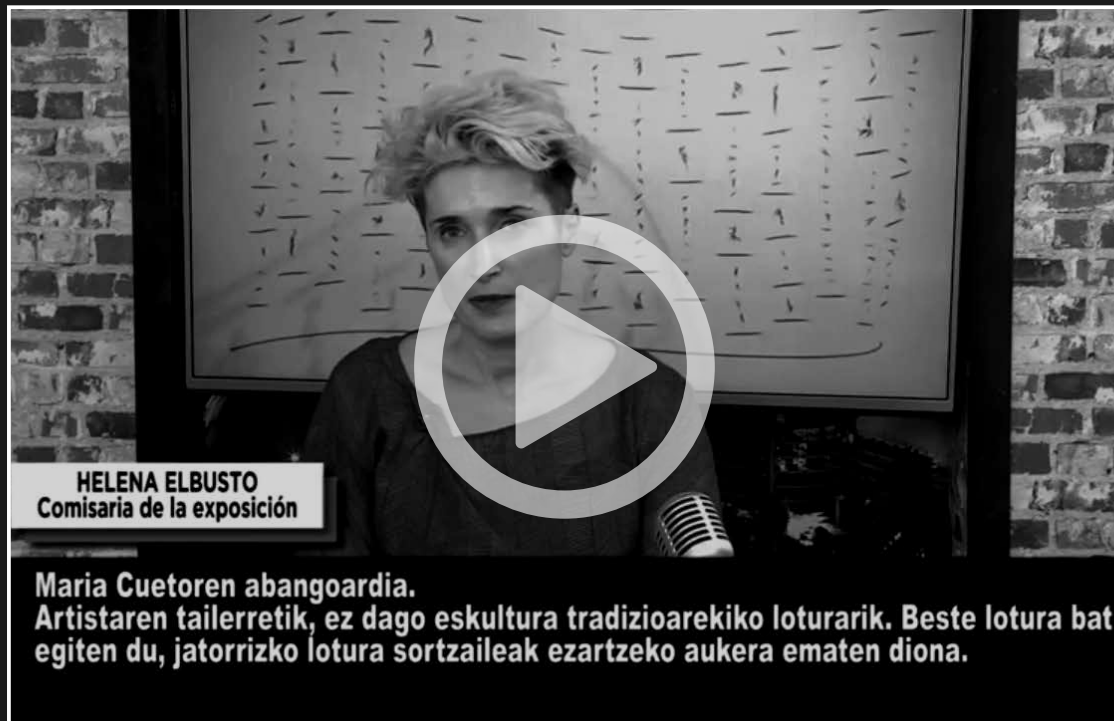 HELENA ELBUSTO
Comisaria de la exposición
Maria Cuetoren abangoardia.
Artistaren tailerretik, ez dago eskultura tradizioarekiko loturarik. Beste lotura bat
egiten du, jatorrizko lotura sortzaileak ezartzeko aukera ematen diona.